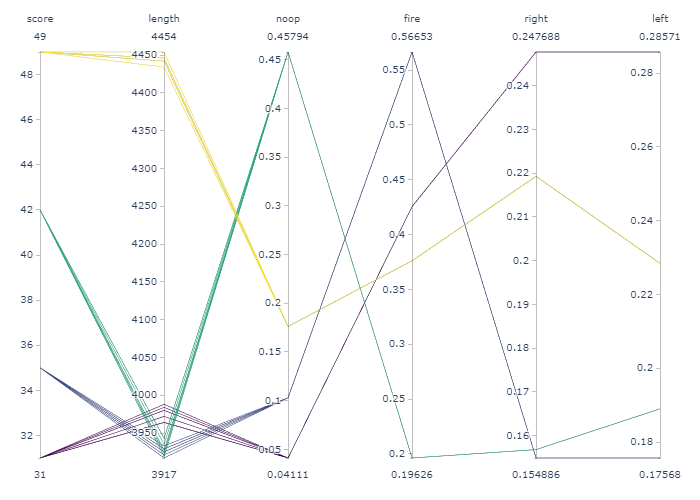 score length noop fire right left
49 4454 0.45794 0.56653 0.247688 0.28571
48 46 44 42 40 38 36 34 32
4450 4400 4350 4300 4250 4200 4150 4100 4050 4000 3950
0.45 0.4 0.35 0.3 0.25 0.2 0.15 0.1 0.05
0.55 0.5 0.45 0.4 0.35 0.3 0.25 0.2
0.24 0.23 0.22 0.21 0.2 0.19 0.18 0.17 0.16
0.28 0.26 0.24 0.22 0.2 0.18
31 3917 0.04111 0.19626 0.154886 0.17568